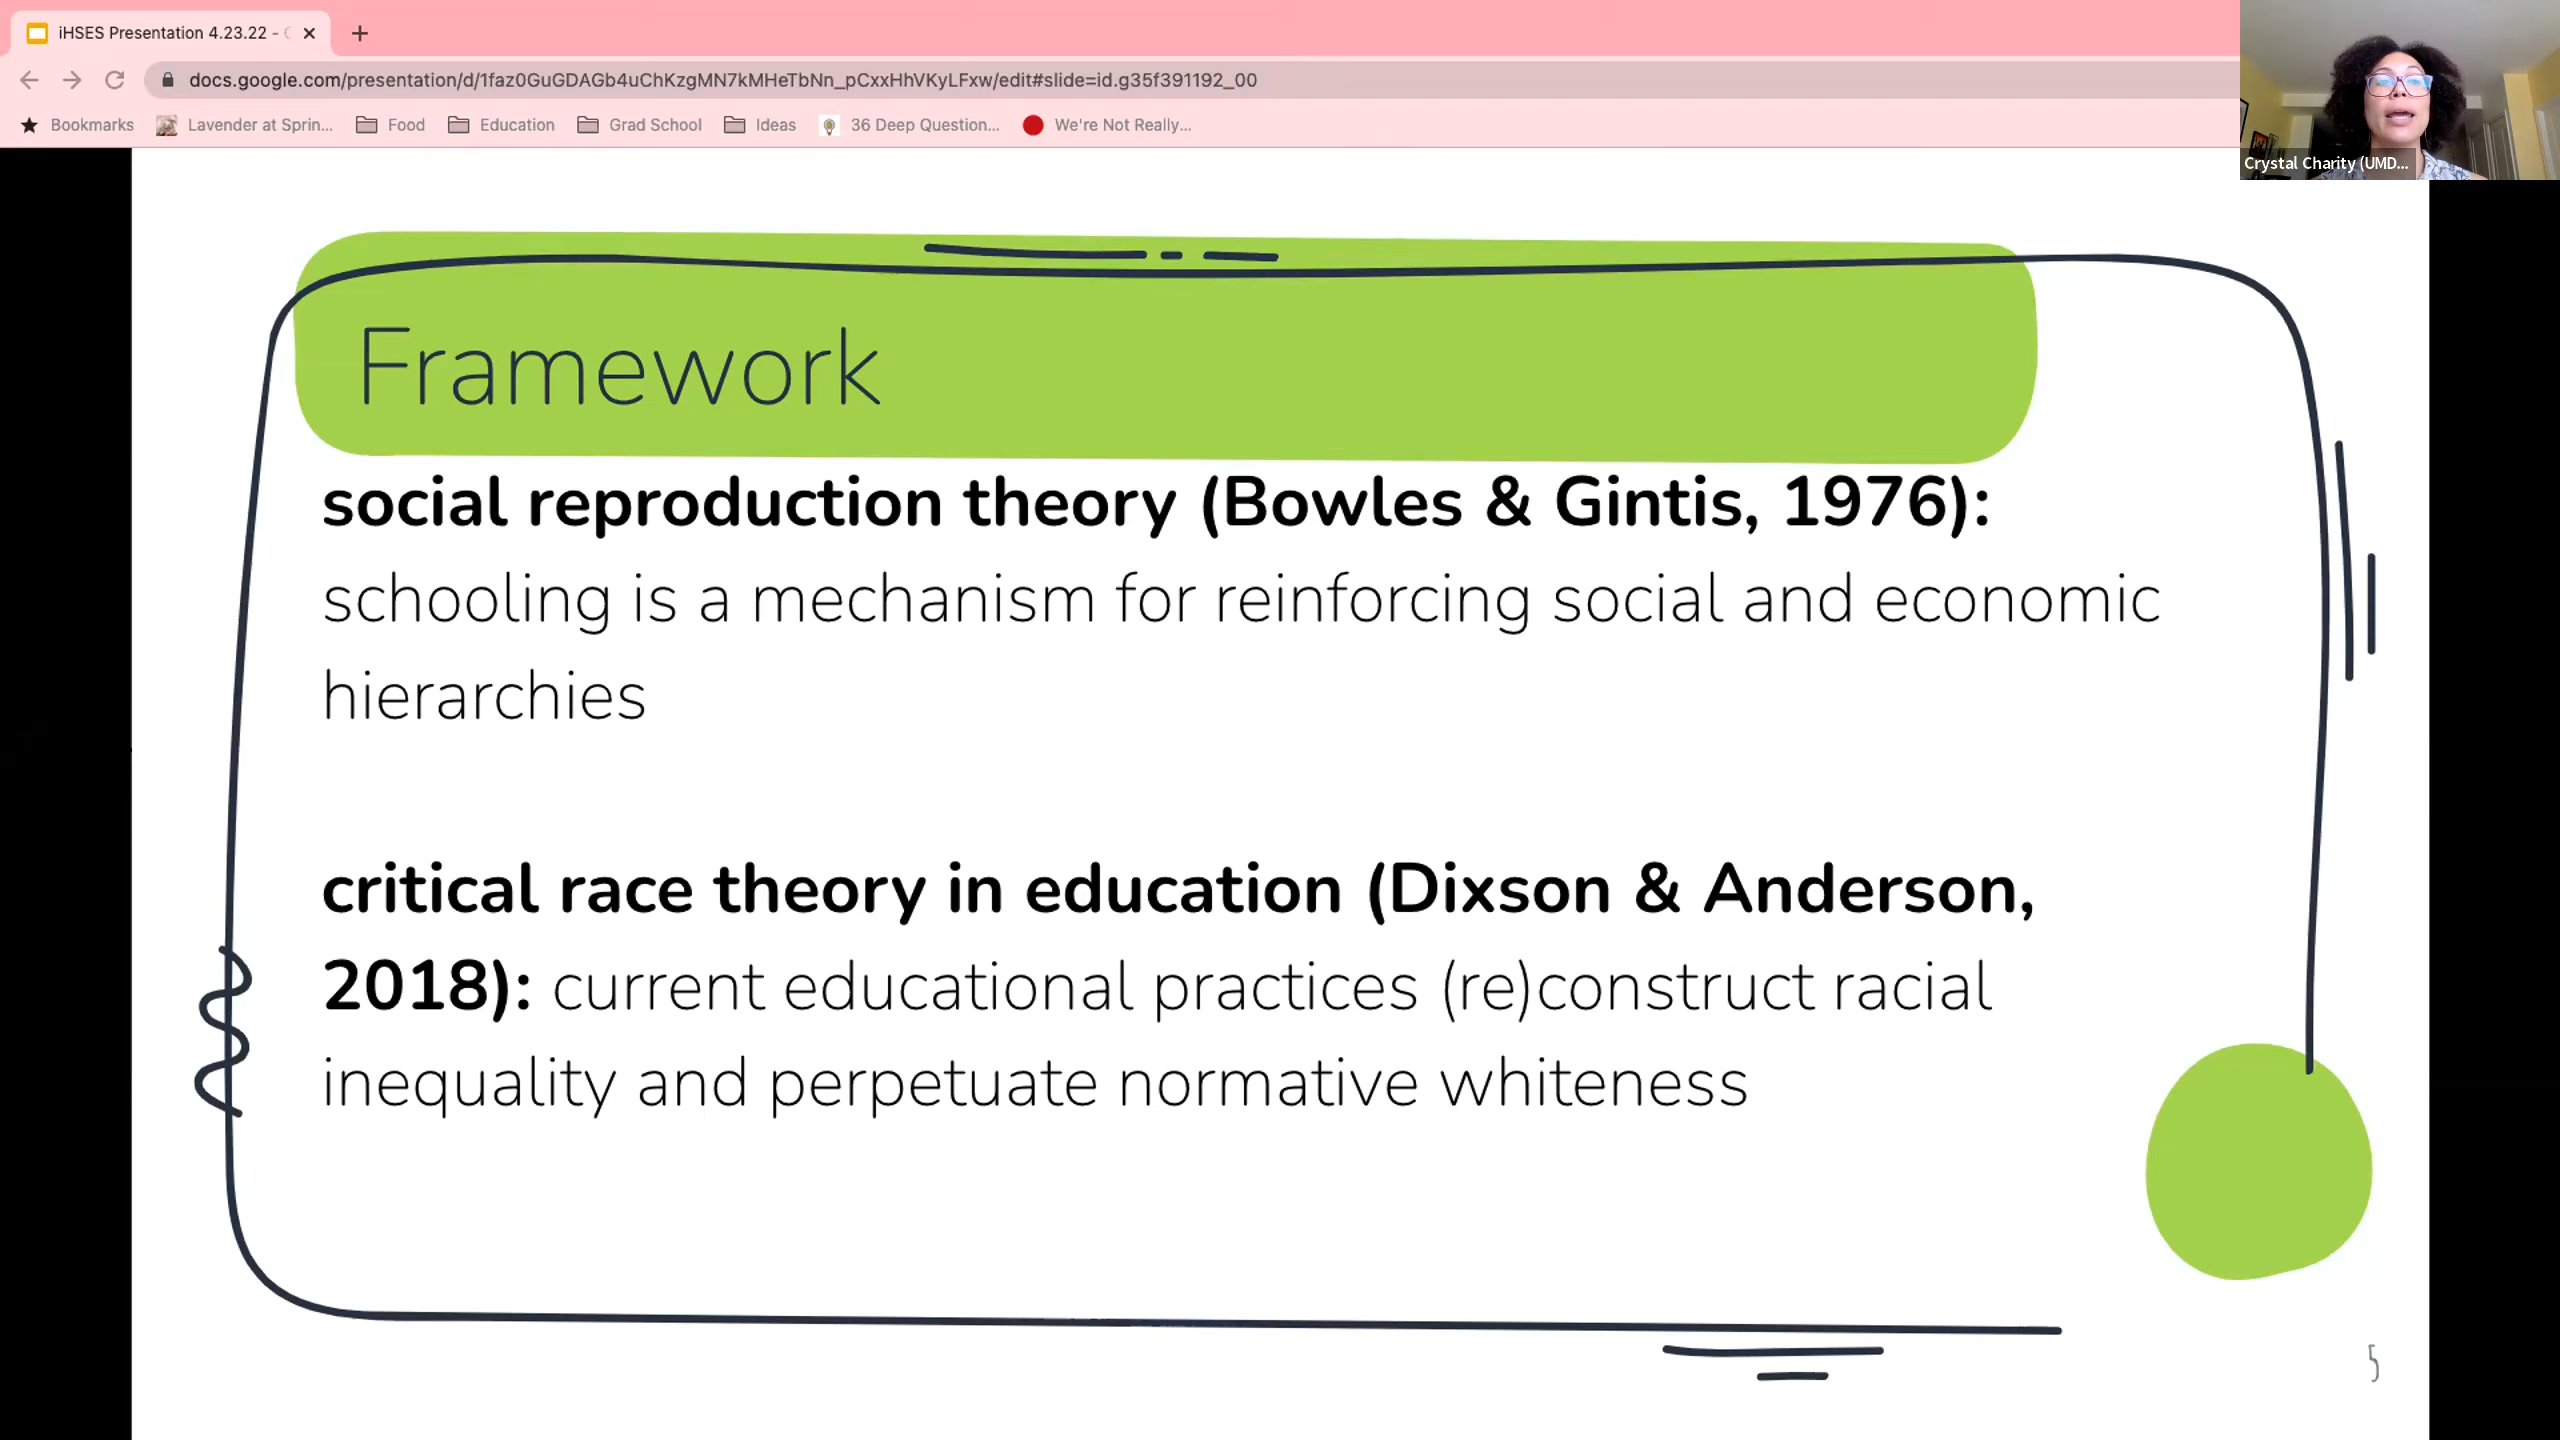 iHSES Presentation 4.23.22 -
docs.google.com/presentation/d/1faz0GuGDAGb4uChKzgMN7kMHeTbNn_pCxxHhVKyLFxw/edit#slide=id.g35f391192_00
Bookmarks Lavender at Sprin... Food Education Grad School Ideas 36 Deep Question... We're Not Really...
Crystal Charity (UMD...
Framework
social reproduction theory (Bowles & Gintis, 1976):
schooling is a mechanism for reinforcing social and economic
hierarchies
critical race theory in education (Dixson & Anderson,
2018): current educational practices (re)construct racial
inequality and perpetuate normative whiteness
5